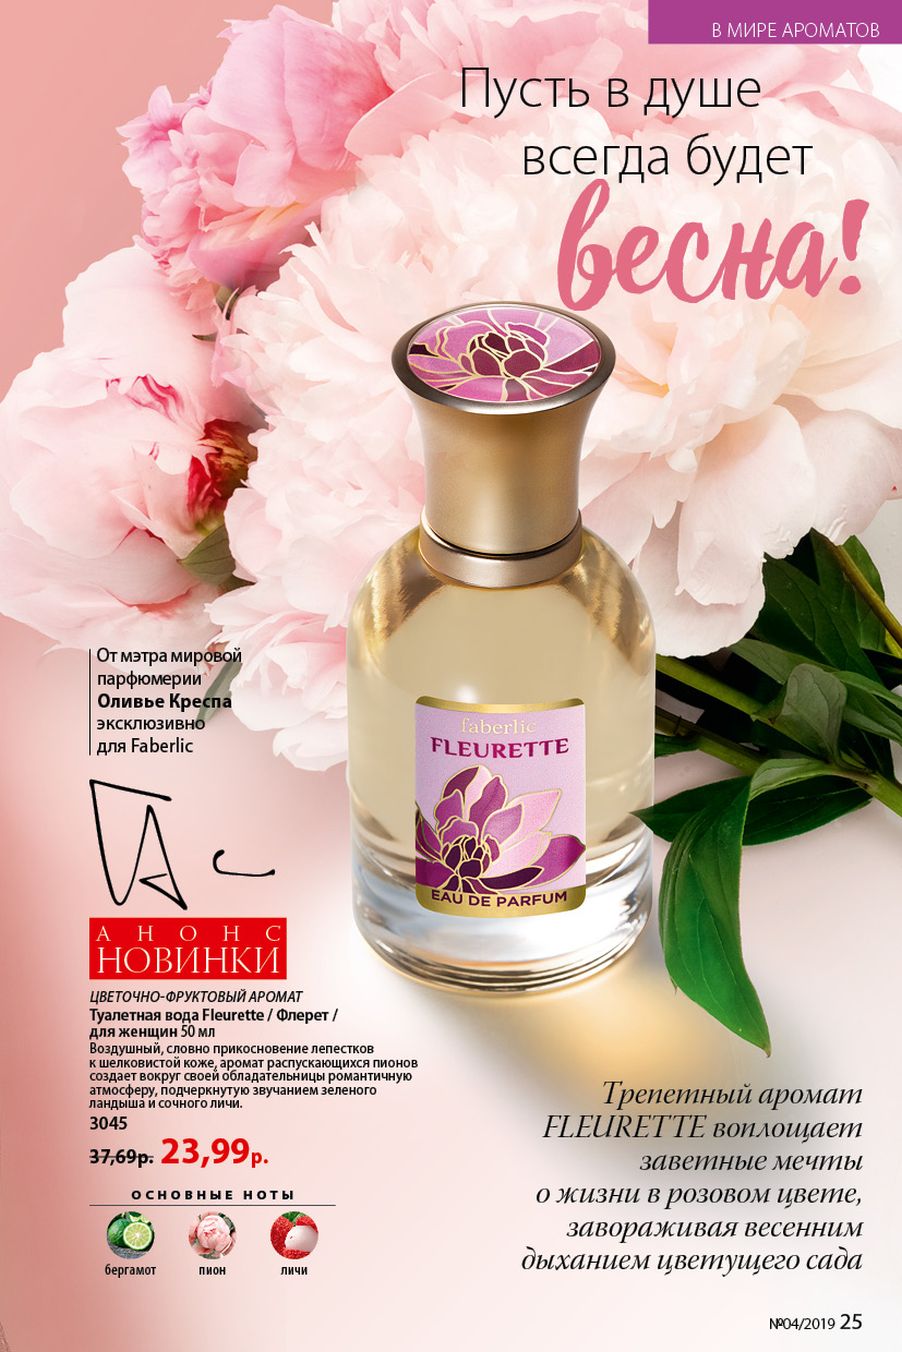 В МИРЕ АРОМАТОВ
Пусть в душе
всегда будет
весна!
От мэтра мировой
парфюмерии
Оливье Креспа
эксклюзивно
для Faberlic
faberlic
FLEURETTE
EAU DE PARFUM
АНОНС
НОВИНКИ
ЦВЕТОЧНО-ФРУКТОВЫЙ АРОМАТ
Туалетная вода Fleurette / Флерет /
для женщин 50 мл
Воздушный, словно прикосновение лепестков
к шелковистой коже, аромат распускающихся пионов
создает вокруг своей обладательницы романтичную
атмосферу, подчеркнутую звучанием зеленого
ландыша и сочного личи.
3045
37,69р. 23,99р.
ОСНОВНЫЕ НОТЫ
бергамот пион личи
Трепетный аромат
FLEURETTE воплощает
заветные мечты
о жизни в розовом цвете,
завораживая весенним
дыханием цветущего сада
№04/2019 25